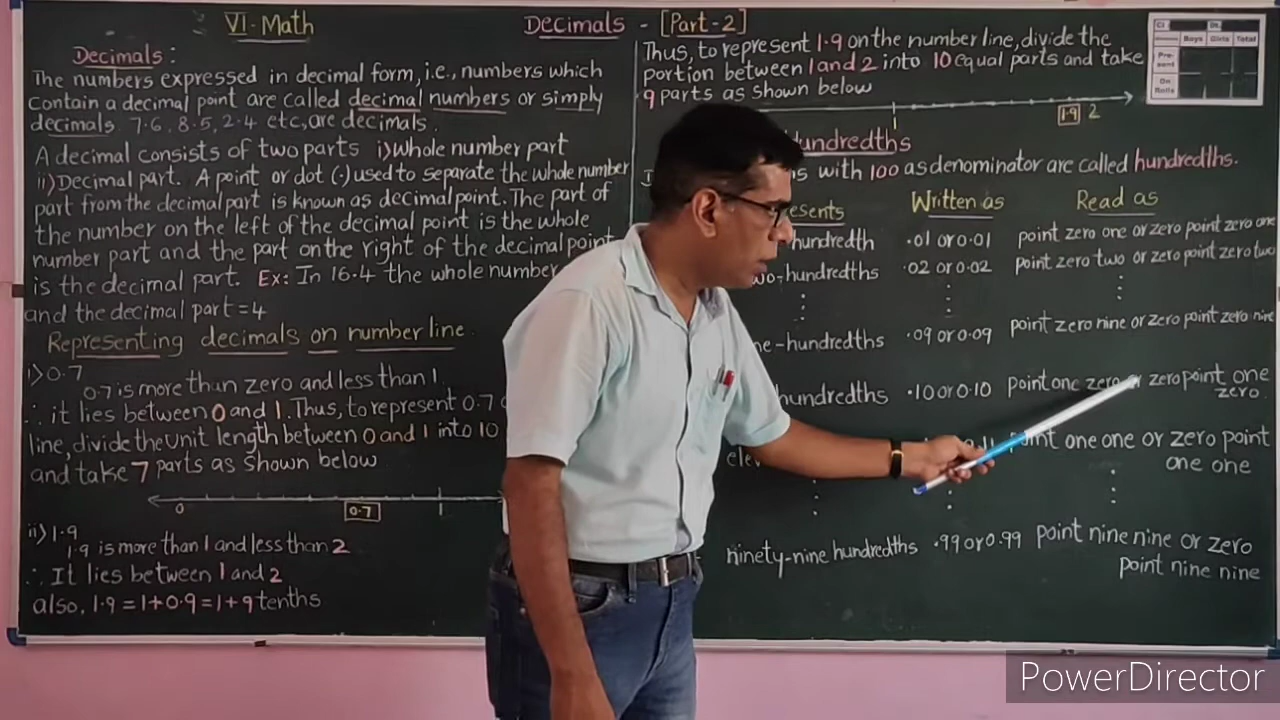 VI-Math
Decimals - [Part-2]
Decimals:
The numbers expressed in decimal form, i.e., numbers which
contain a decimal point are called decimal numbers or simply
decimals. 7.6, 8.5, 2.4 etc, are decimals.
A decimal consists of two parts i) Whole number part
ii) Decimal part. A point or dot (.) used to separate the whole number
part from the decimal part is known as decimal point. The part of
the number on the left of the decimal point is the whole
number part and the part on the right of the decimal point
is the decimal part. Ex: In 16.4 the whole number
and the decimal part = 4
Representing decimals on number line
i) 0.7
0.7 is more than zero and less than 1
∴ it lies between 0 and 1. Thus, to represent 0.7
line, divide the unit length between 0 and 1 into 10
and take 7 parts as shown below
0 0.7 1
ii) 1.9
1.9 is more than 1 and less than 2
∴ It lies between 1 and 2
also, 1.9 = 1+0.9 = 1+9 tenths
Thus, to represent 1.9 on the number line, divide the
portion between 1 and 2 into 10 equal parts and take
9 parts as shown below
1 1.9 2
undredths
with 100 as denominator are called hundredths.
esents Written as Read as
hundredth .01 or 0.01 point zero one or zero point zero one
wo-hundredths .02 or 0.02 point zero two or zero point zero two
ne-hundredths .09 or 0.09 point zero nine or zero point zero nine
hundredths .10 or 0.10 point one zero or zero point one
zero.
one one or zero point
elev
one one
ninety-nine hundredths .99 or 0.99 point nine nine or zero
point nine nine
Cl Dt
Boys Girls Total
Pre-
sent
On
Rolls
PowerDirector